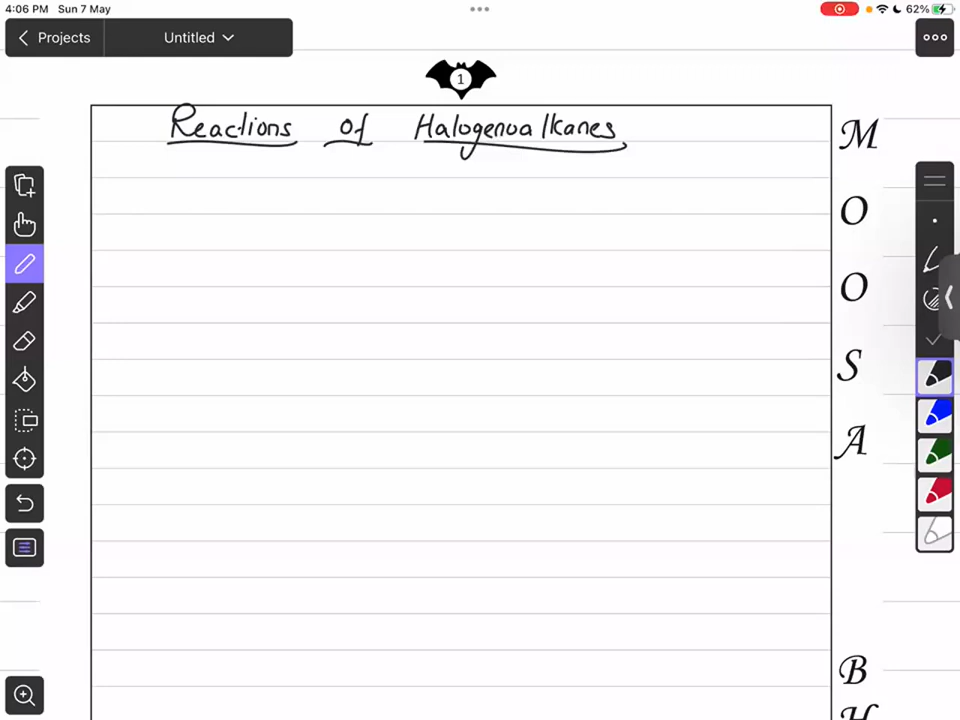 4:06 PM Sun 7 May
62%
Projects
Untitled
1
Reactions of Halogenoalkanes
M
O
O
S
A
B